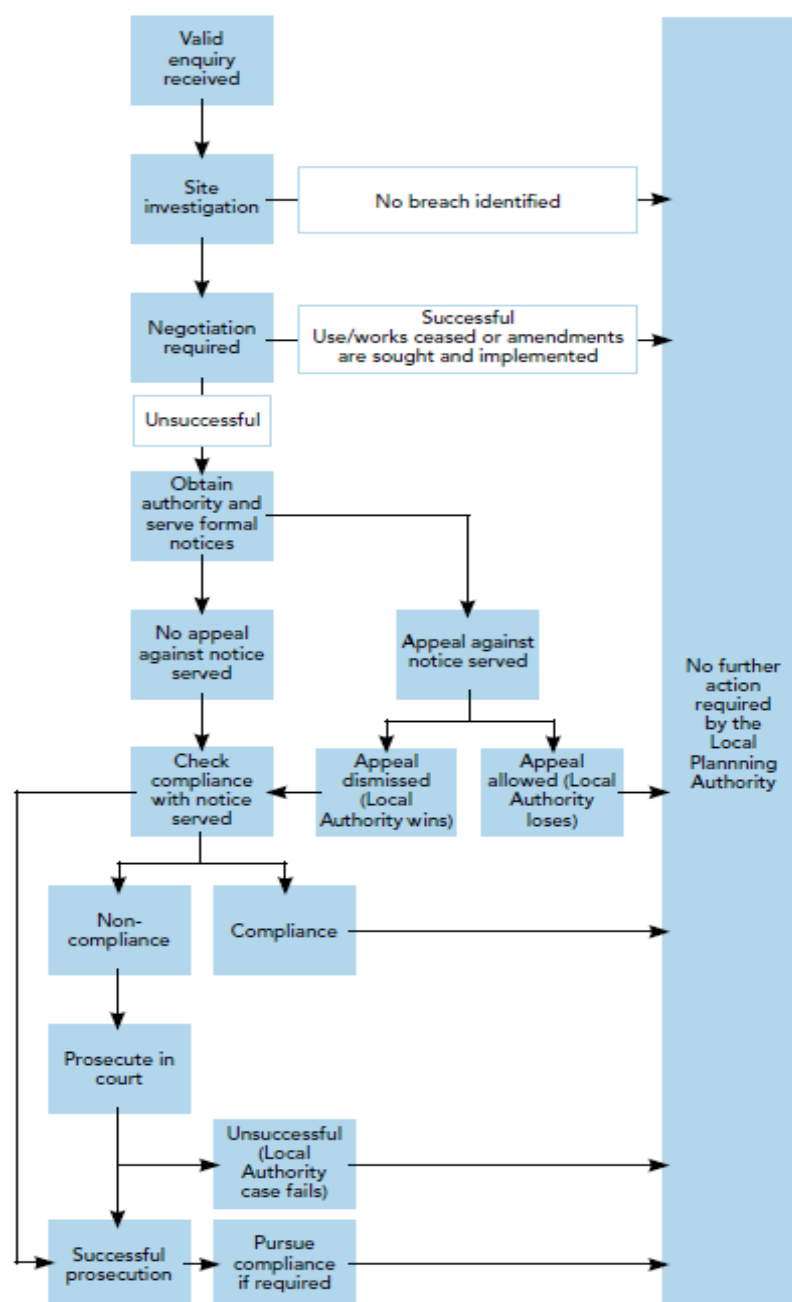 Valid
enquiry
received
Site
investigation
No breach identified
Negotiation
required
Successful
Use/works ceased or amendments
are sought and implemented
Unsuccessful
Obtain
authority and
serve formal
notices
No appeal
against notice
served
Appeal against
notice served
No further
action
required
by the
Local
Plannning
Authority
Check
compliance
with notice
served
Appeal
dismissed
(Local
Authority wins)
Appeal
allowed (Local
Authority
loses)
Non-
compliance
Compliance
Prosecute in
court
Unsuccessful
(Local
Authority
case fails)
Successful
prosecution
Pursue
compliance
if required